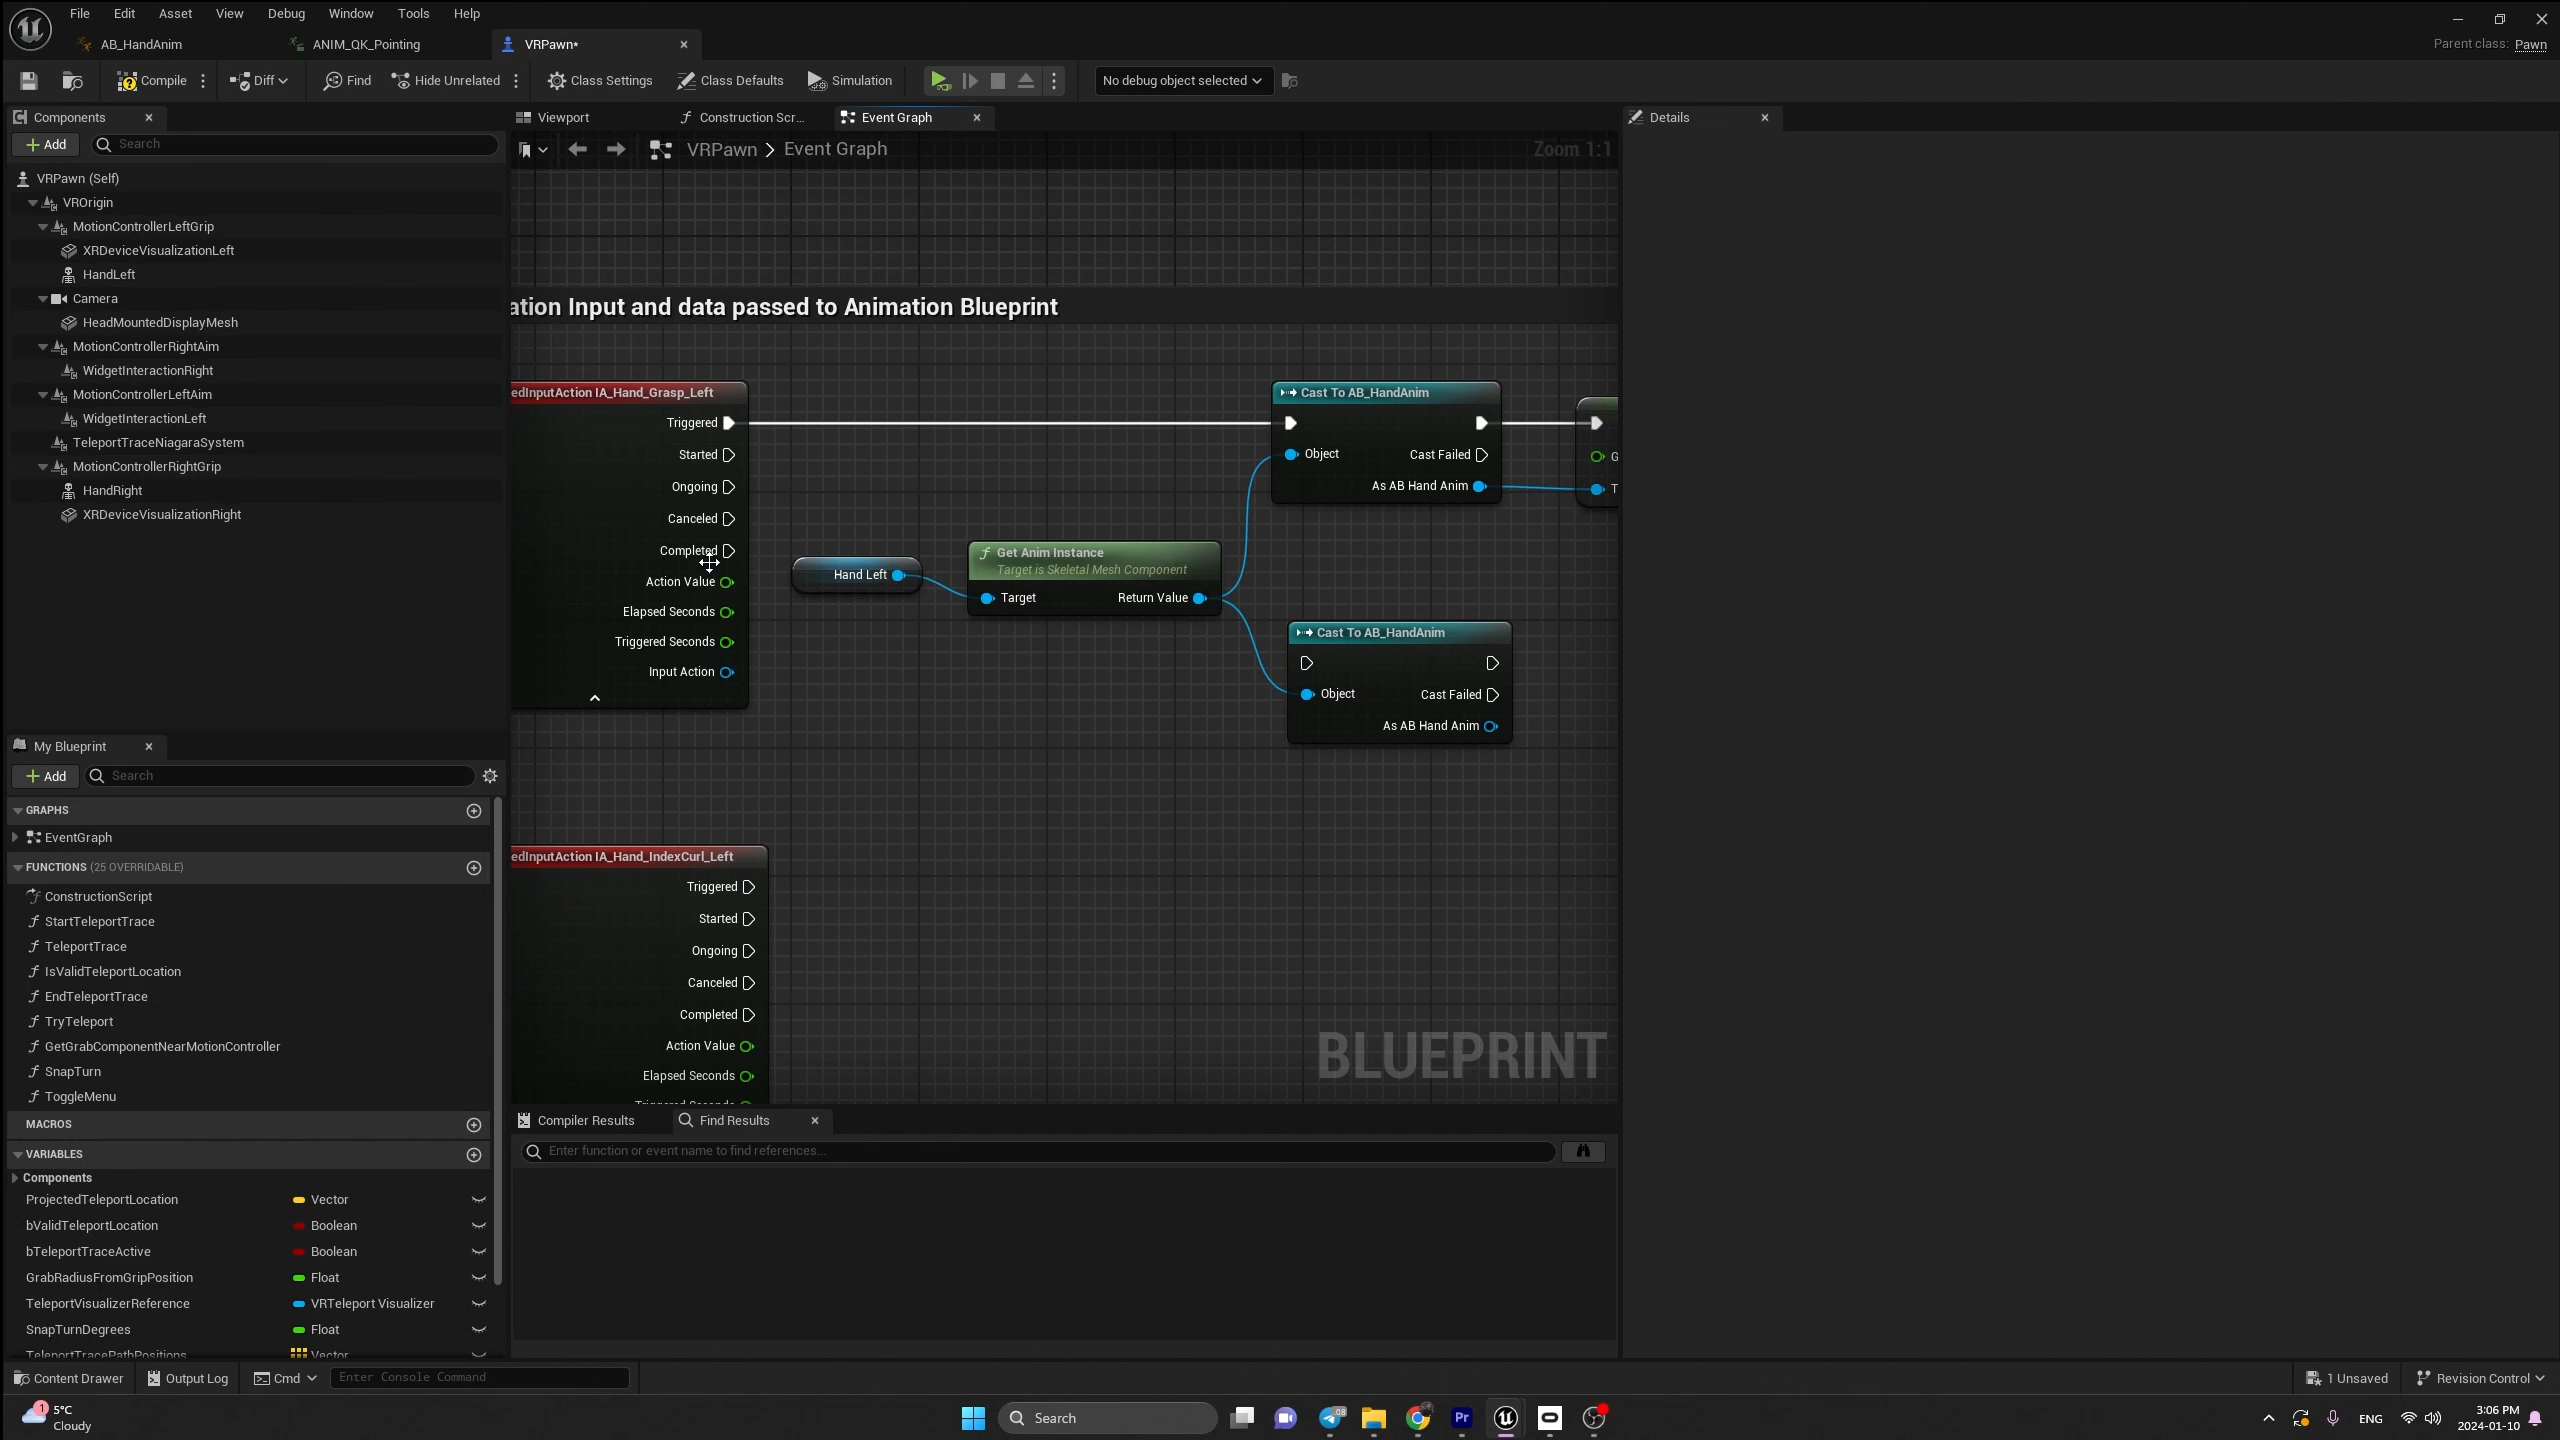 File Edit Asset View Debug Window Tools Help
AB_HandAnim ANIM_QK_Pointing VRPawn*
Parent class: Pawn
Compile Diff Find Hide Unrelated Class Settings Class Defaults Simulation No debug object selected
Components
Add Search
VRPawn (Self)
VROrigin
MotionControllerLeftGrip
XRDeviceVisualizationLeft
HandLeft
Camera
HeadMountedDisplayMesh
MotionControllerRightAim
WidgetInteractionRight
MotionControllerLeftAim
WidgetInteractionLeft
TeleportTraceNiagaraSystem
MotionControllerRightGrip
HandRight
XRDeviceVisualizationRight
My Blueprint
Add Search
GRAPHS
EventGraph
FUNCTIONS (25 OVERRIDABLE)
ConstructionScript
StartTeleportTrace
TeleportTrace
IsValidTeleportLocation
EndTeleportTrace
TryTeleport
GetGrabComponentNearMotionController
SnapTurn
ToggleMenu
MACROS
VARIABLES
Components
ProjectedTeleportLocation Vector
bValidTeleportLocation Boolean
bTeleportTraceActive Boolean
GrabRadiusFromGripPosition Float
TeleportVisualizerReference VRTeleport Visualizer
SnapTurnDegrees Float
TeleportTracePathPositions Vector
Viewport Construction Scr... Event Graph
VRPawn > Event Graph
Zoom 1:1
ation Input and data passed to Animation Blueprint
edInputAction IA_Hand_Grasp_Left
Triggered
Started
Ongoing
Canceled
Completed
Action Value
Elapsed Seconds
Triggered Seconds
Input Action
Hand Left
Get Anim Instance
Target is Skeletal Mesh Component
Target Return Value
Cast To AB_HandAnim
Object Cast Failed
As AB Hand Anim
G
T
Cast To AB_HandAnim
Object Cast Failed
As AB Hand Anim
edInputAction IA_Hand_IndexCurl_Left
Triggered
Started
Ongoing
Canceled
Completed
Action Value
Elapsed Seconds
Triggered Seconds
BLUEPRINT
Details
Compiler Results Find Results
Enter function or event name to find references...
Content Drawer Output Log Cmd Enter Console Command
1 Unsaved Revision Control
1
5°C
Cloudy
Search
08
Pr
ENG
3:06 PM
2024-01-10